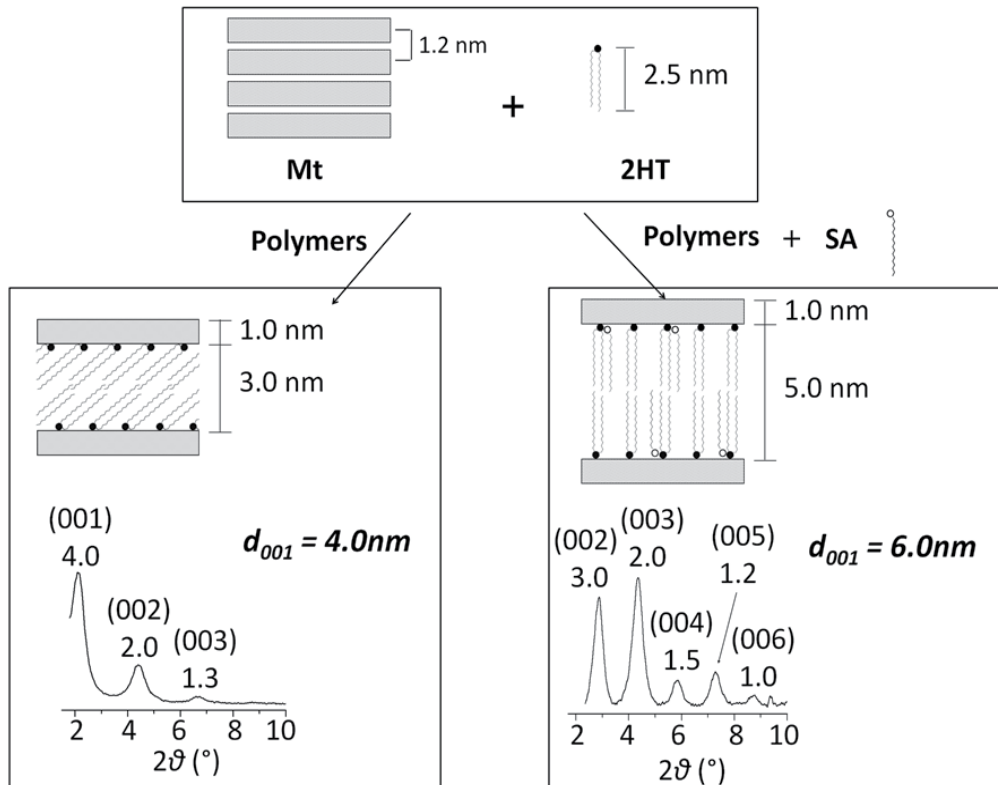 1.2 nm
2.5 nm
+
Mt
2HT
Polymers
Polymers + SA
1.0 nm
3.0 nm
(001)
4.0
(002)
2.0
(003)
1.3
d001 = 4.0nm
2 4 6 8 10
2ϑ (°)
1.0 nm
5.0 nm
(002)
3.0
(003)
2.0
(004)
1.5
(005)
1.2
(006)
1.0
d001 = 6.0nm
2 4 6 8 10
2ϑ (°)